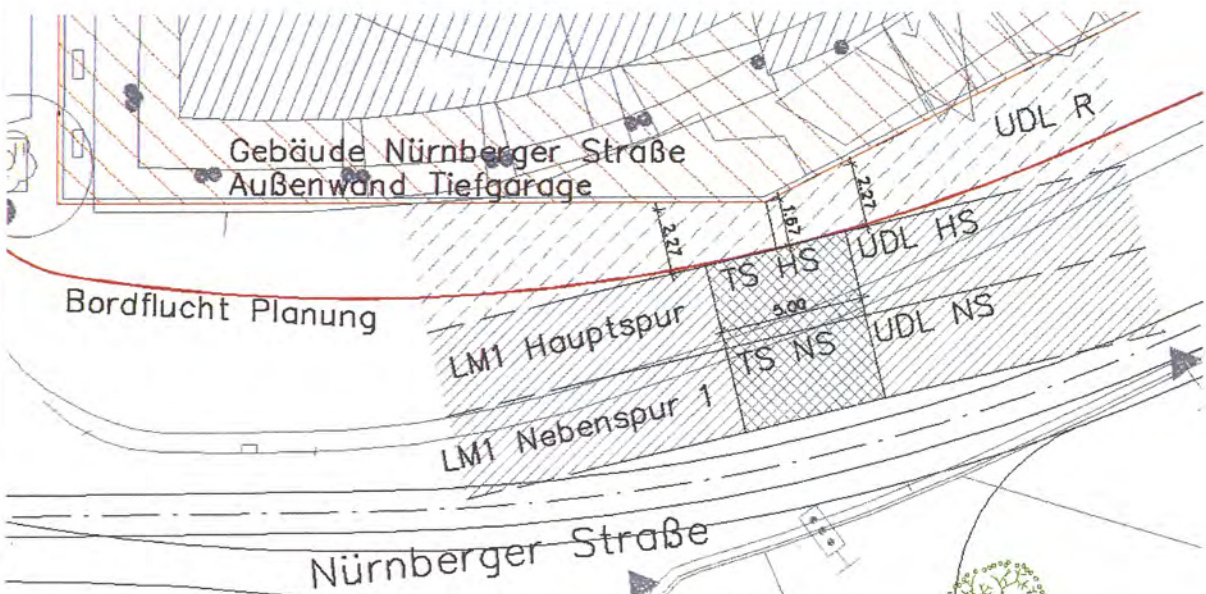 UDL R
Gebäude Nürnberger Straße
Außenwand Tiefgarage
2.27
1.67
2.27
TS HS
UDL HS
Bordflucht Planung
LM1 Hauptspur
5.00
TS NS
UDL NS
LM1 Nebenspur 1
Nürnberger Straße